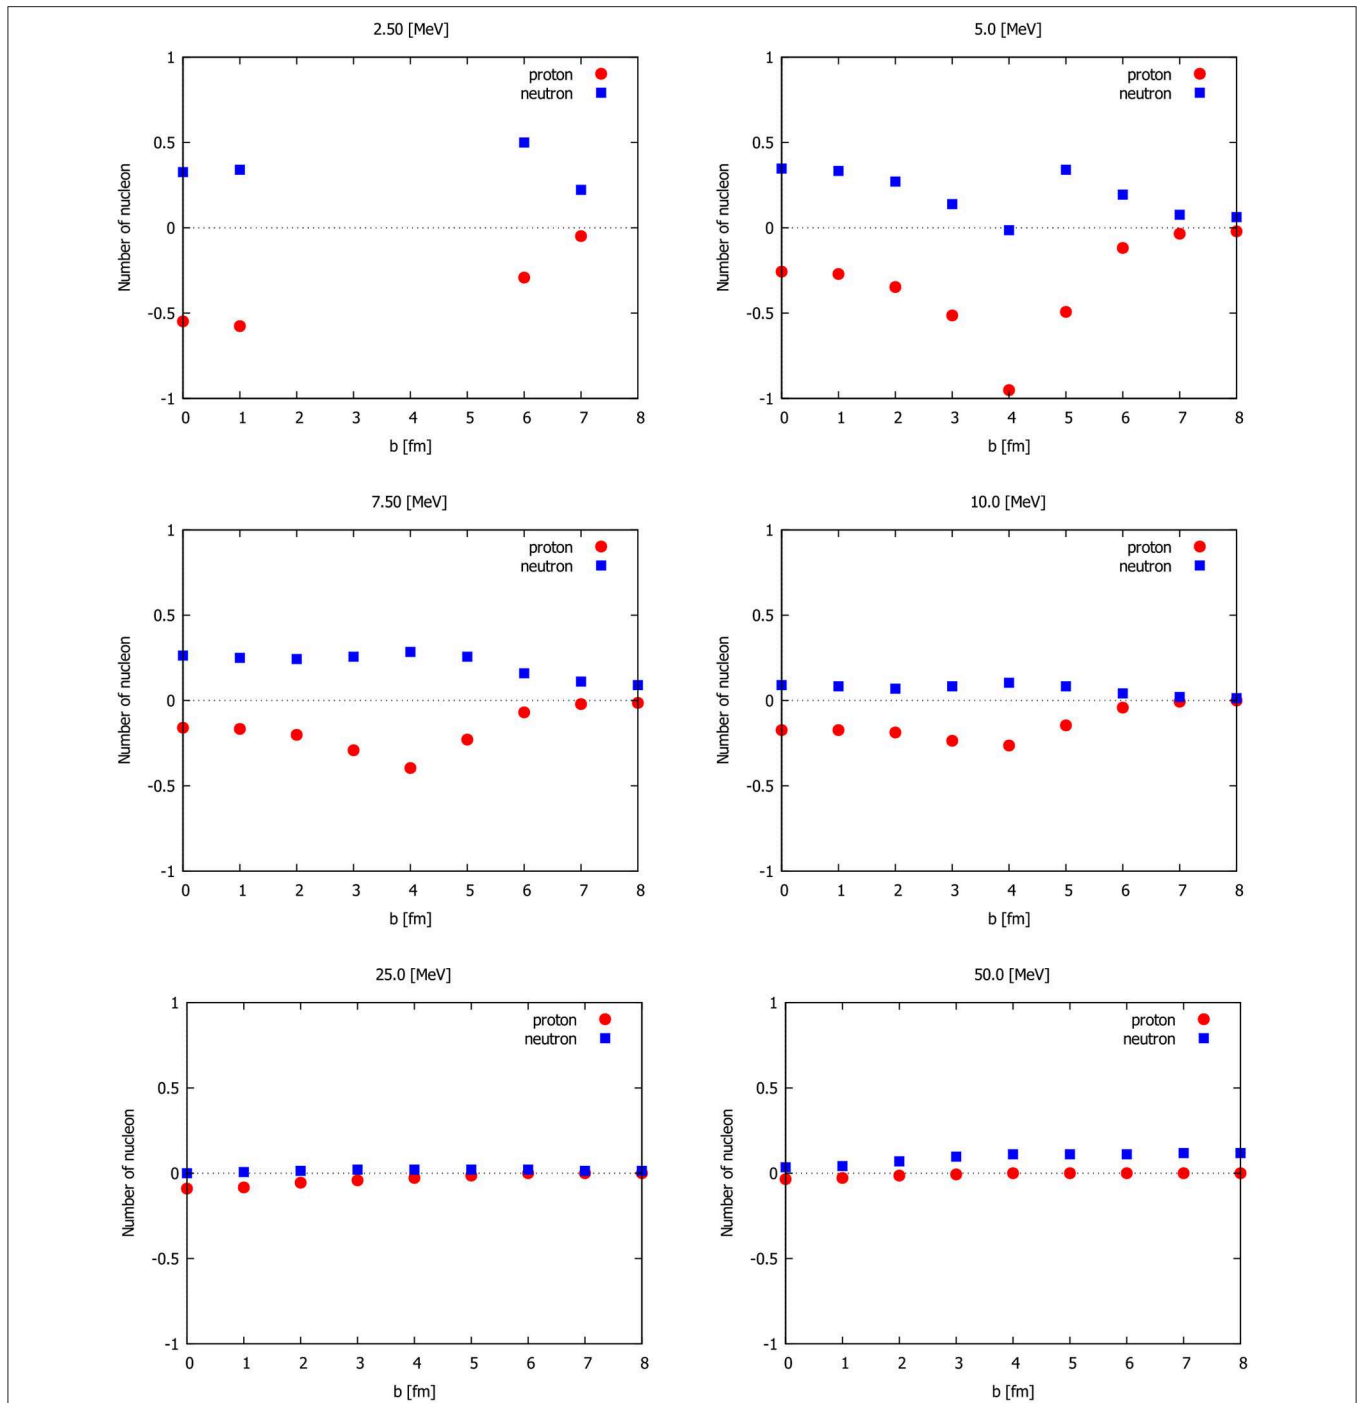 2.50 [MeV]
1
0.5
0
-0.5
-1
Number of nucleon
proton
neutron
0 1 2 3 4 5 6 7 8
b [fm]
5.0 [MeV]
1
0.5
0
-0.5
-1
Number of nucleon
proton
neutron
0 1 2 3 4 5 6 7 8
b [fm]
7.50 [MeV]
1
0.5
0
-0.5
-1
Number of nucleon
proton
neutron
0 1 2 3 4 5 6 7 8
b [fm]
10.0 [MeV]
1
0.5
0
-0.5
-1
Number of nucleon
proton
neutron
0 1 2 3 4 5 6 7 8
b [fm]
25.0 [MeV]
1
0.5
0
-0.5
-1
Number of nucleon
proton
neutron
0 1 2 3 4 5 6 7 8
b [fm]
50.0 [MeV]
1
0.5
0
-0.5
-1
Number of nucleon
proton
neutron
0 1 2 3 4 5 6 7 8
b [fm]